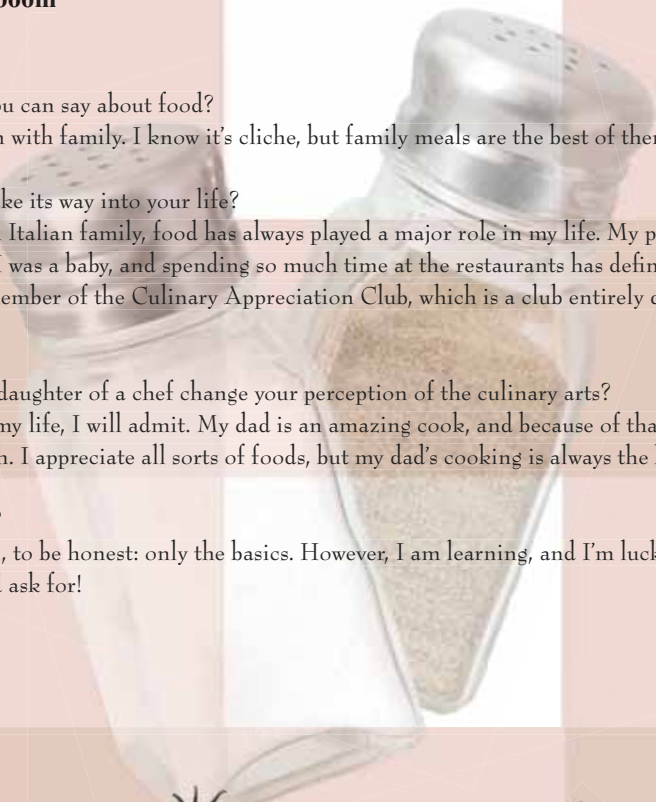 ou can say about food?
with family. I know it's cliche, but family meals are the best of
ke its way into your life?
Italian family, food has always played a major role in my life. My p
I was a baby, and spending so much time at the restaurants has defin
ember of the Culinary Appreciation Club, which is a club entirely
daughter of a chef change your perception of the culinary arts?
my life, I will admit. My dad is an amazing cook, and because of tha
n. I appreciate all sorts of foods, but my dad's cooking is always the
, to be honest: only the basics. However, I am learning, and I'm luck
ask for!